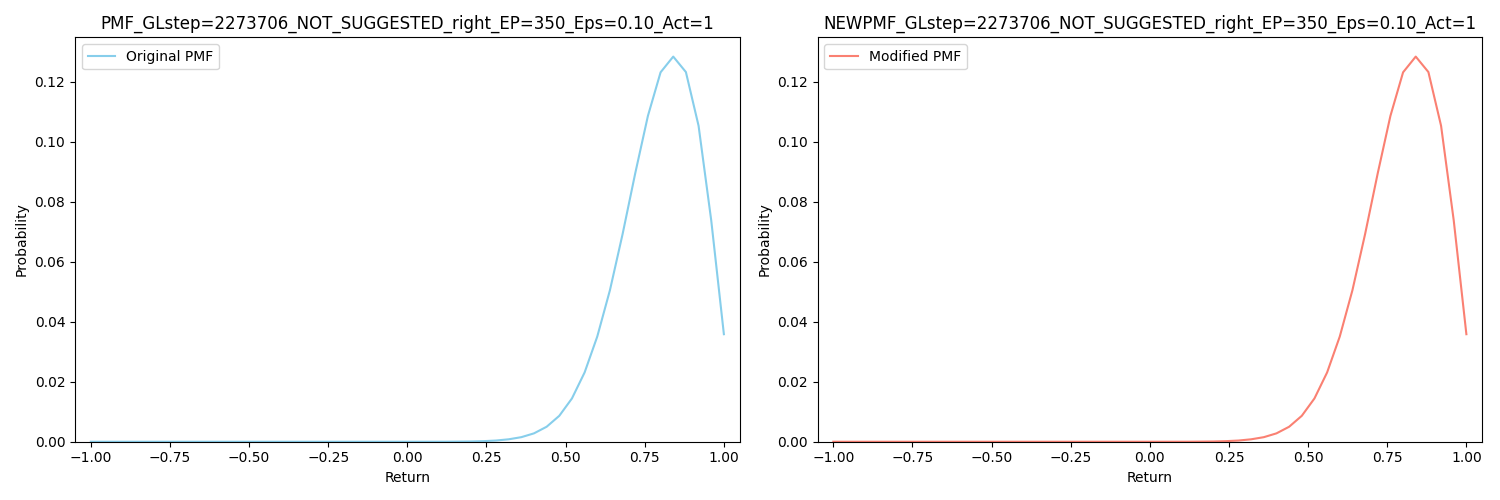 PMF_GLstep=2273706_NOT_SUGGESTED_right_EP=350_Eps=0.10_Act=1
Original PMF
Probability
0.12
0.10
0.08
0.06
0.04
0.02
0.00
−1.00 −0.75 −0.50 −0.25 0.00 0.25 0.50 0.75 1.00
Return
NEWPMF_GLstep=2273706_NOT_SUGGESTED_right_EP=350_Eps=0.10_Act=1
Modified PMF
Probability
0.12
0.10
0.08
0.06
0.04
0.02
0.00
−1.00 −0.75 −0.50 −0.25 0.00 0.25 0.50 0.75 1.00
Return